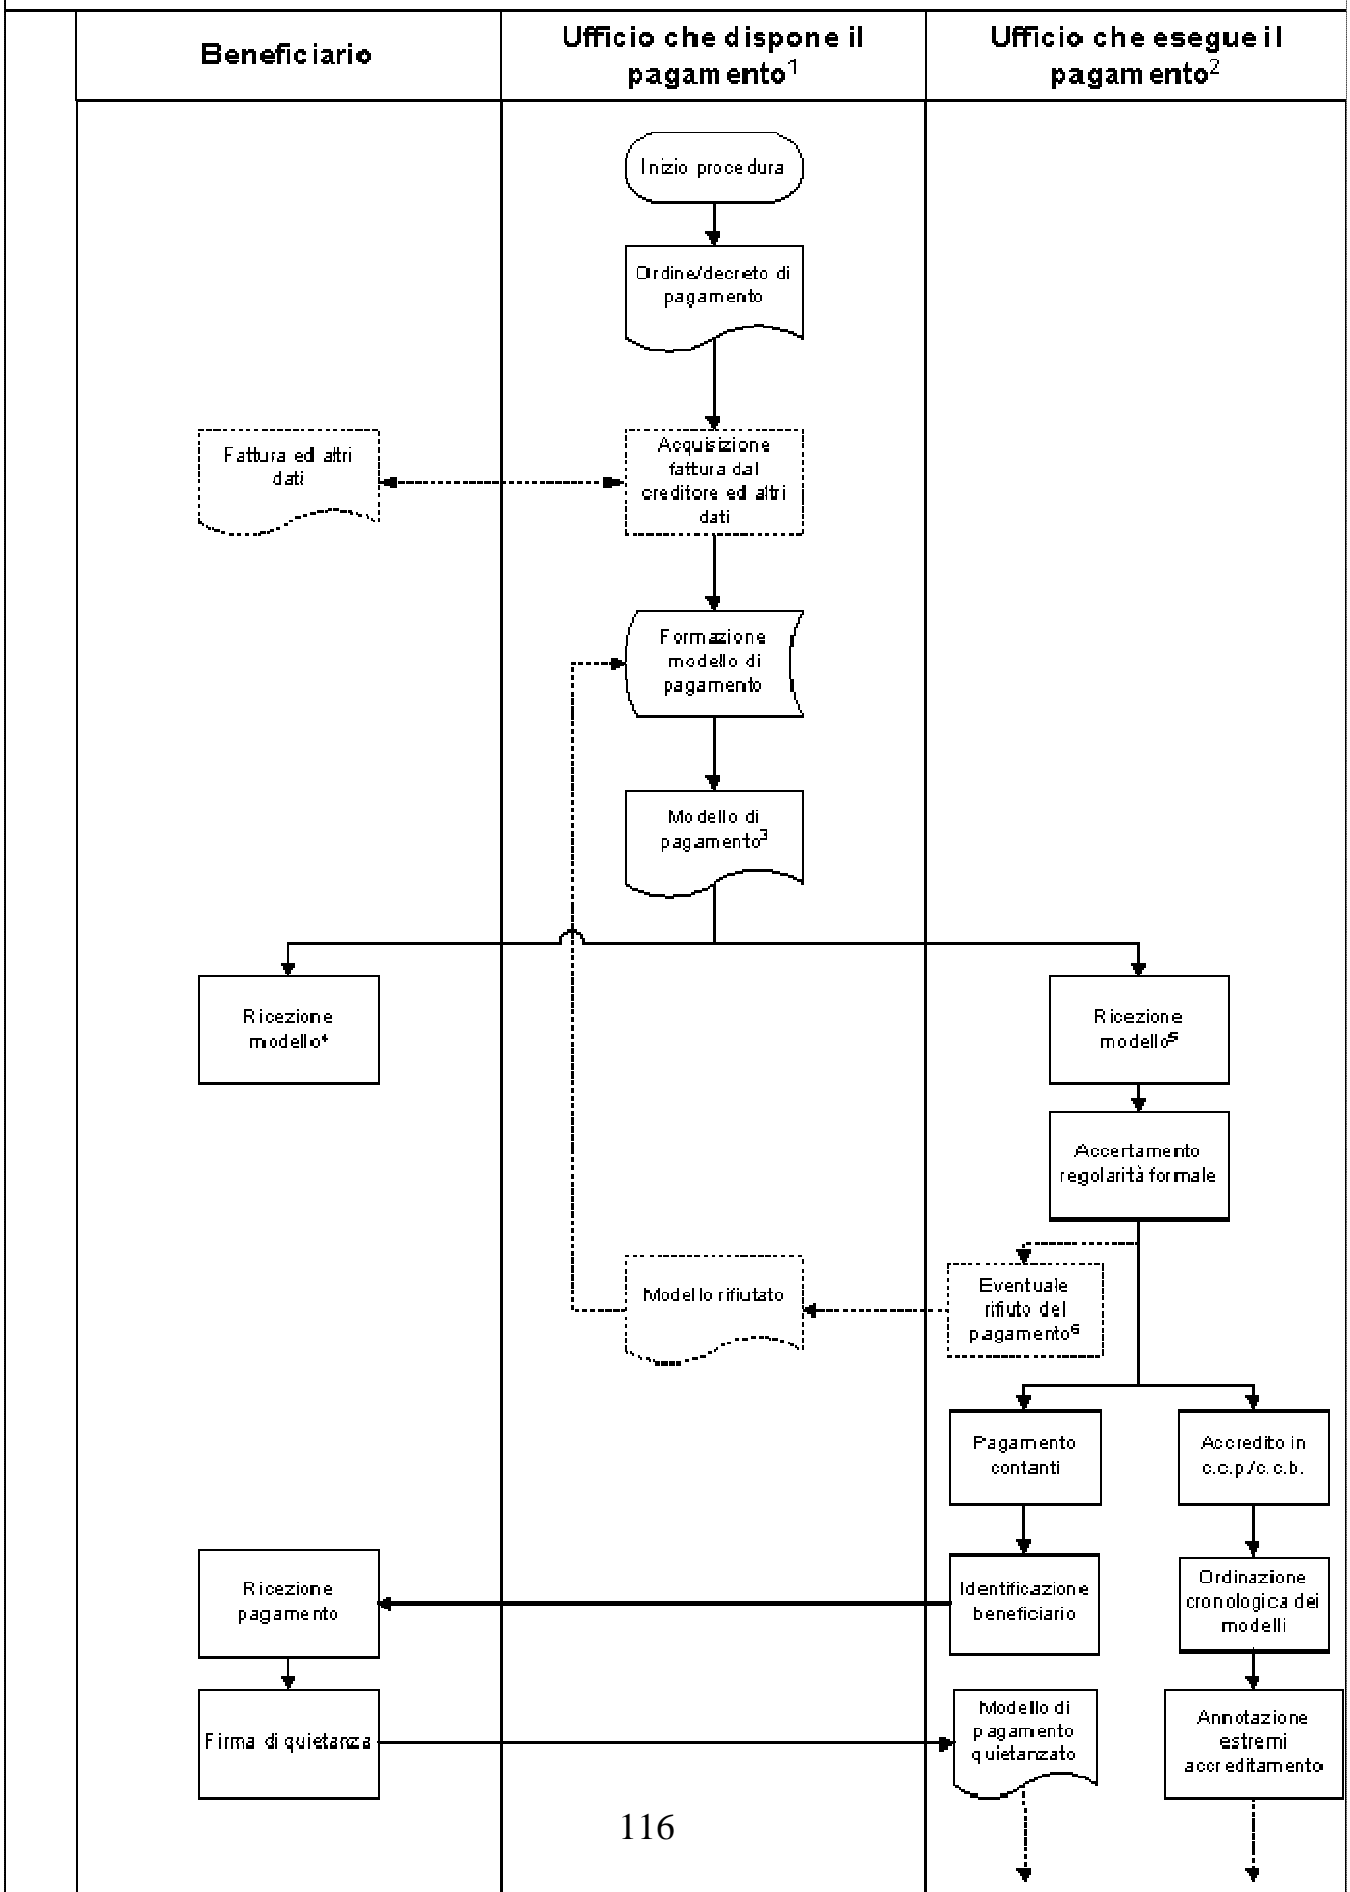 Beneficiario
Ufficio che dispone il
pagamento1
Ufficio che esegue il
pagamento2
Inizio procedura
Ordine/decreto di
pagamento
Fattura ed altri
dati
Acquisizione
fattura dal
creditore ed altri
dati
Formazione
modello di
pagamento
Modello di
pagamento3
Ricezione
modello4
Ricezione
modello5
Accertamento
regolarità formale
Modello rifiutato
Eventuale
rifiuto del
pagamento6
Pagamento
contanti
Accredito in
c.c.p./c.c.b.
Ricezione
pagamento
Identificazione
beneficiario
Ordinazione
cronologica dei
modelli
Firma di quietanza
Modello di
pagamento
quietanzato
Annotazione
estremi
accreditamento
116